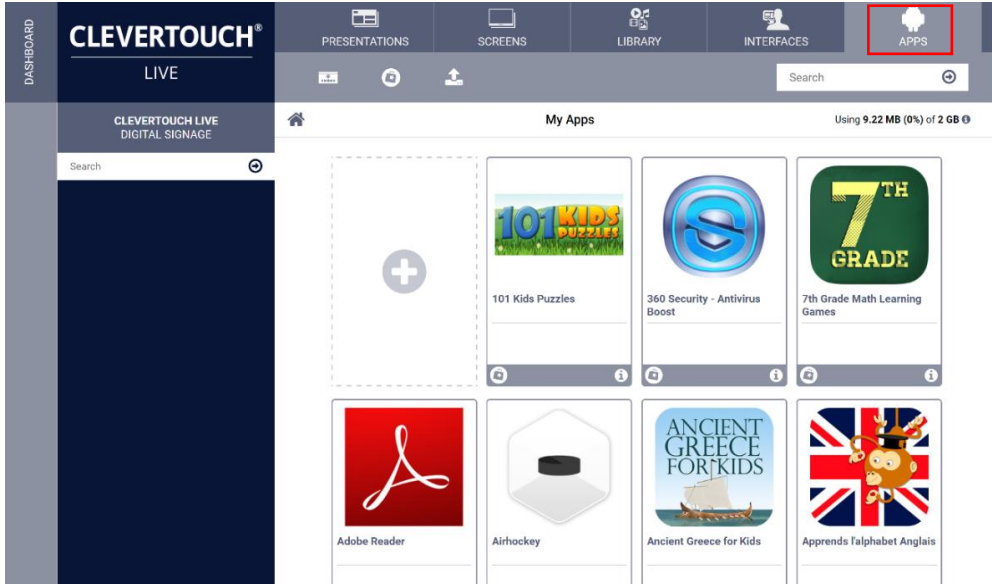 DASHBOARD
CLEVERTOUCH®
LIVE
PRESENTATIONS
SCREENS
LIBRARY
INTERFACES
APPS
Search
CLEVERTOUCH LIVE
DIGITAL SIGNAGE
Search
My Apps
Using 9.22 MB (0%) of 2 GB
101 KIDS
PUZZLES
101 Kids Puzzles
S
360 Security - Antivirus
Boost
7TH
GRADE
7th Grade Math Learning
Games
Adobe Reader
Airhockey
ANCIENT
GREECE
FOR KIDS
Ancient Greece for Kids
Apprends l'alphabet Anglais